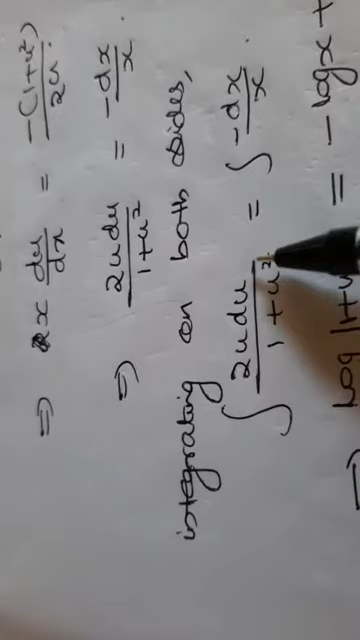 ⇒ x du/dx = -(1+u²)/2u.
⇒ 2u du/1+u² = -dx/x.
integrating on both sides,
∫ 2u du/1+u² = ∫ -dx/x.
⇒ log|1+u = -log x +